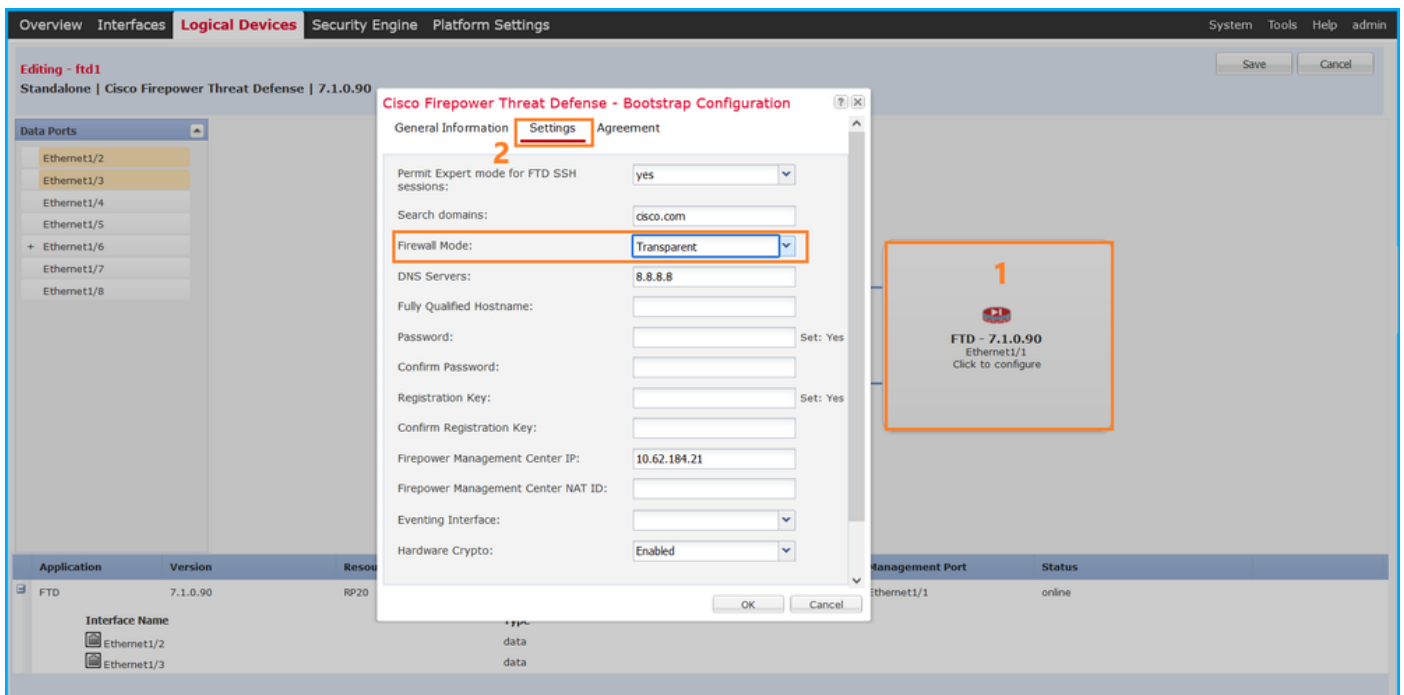 Overview Interfaces Logical Devices Security Engine Platform Settings System Tools Help admin
Editing - ftd1
Standalone | Cisco Firepower Threat Defense | 7.1.0.90
Save Cancel
Data Ports
Ethernet1/2
Ethernet1/3
Ethernet1/4
Ethernet1/5
+ Ethernet1/6
Ethernet1/7
Ethernet1/8
Cisco Firepower Threat Defense - Bootstrap Configuration ?
General Information Settings Agreement
2
Permit Expert mode for FTD SSH
sessions: yes
Search domains: cisco.com
Firewall Mode: Transparent
DNS Servers: 8.8.8.8
Fully Qualified Hostname:
Password: Set: Yes
Confirm Password:
Registration Key: Set: Yes
Confirm Registration Key:
Firepower Management Center IP: 10.62.184.21
Firepower Management Center NAT ID:
Eventing Interface:
Hardware Crypto: Enabled
OK Cancel
1
FTD - 7.1.0.90
Ethernet1/1
Click to configure
Application Version Resou Management Port Status
FTD 7.1.0.90 RP20 Ethernet1/1 online
Interface Name Type
Ethernet1/2 data
Ethernet1/3 data